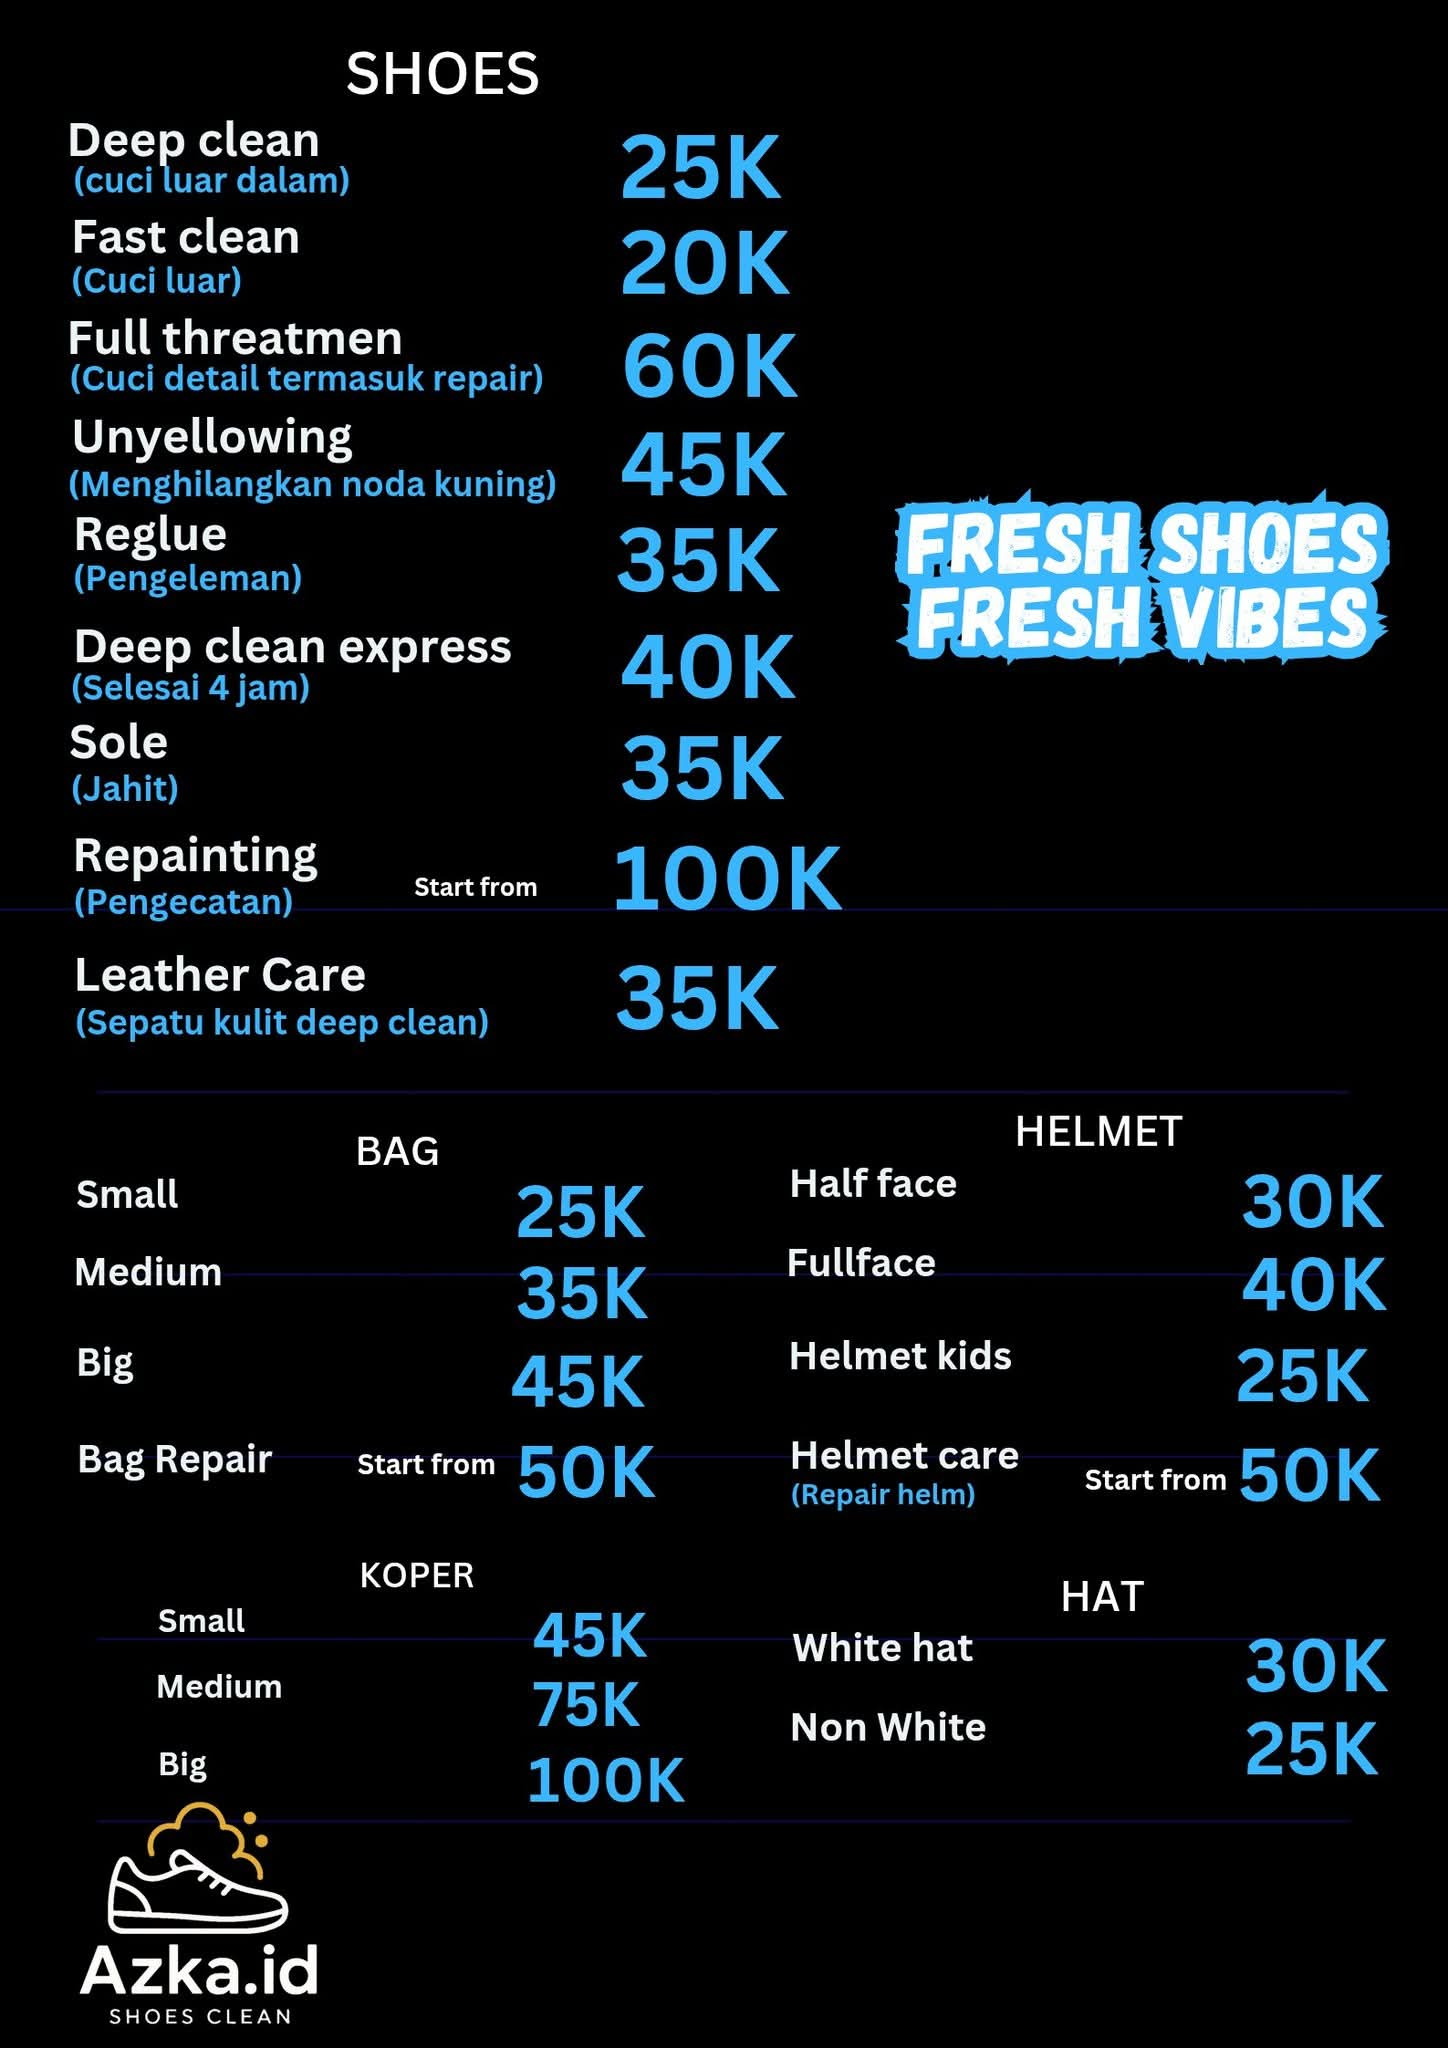 SHOES
Deep clean
(cuci luar dalam)
25K
Fast clean
(Cuci luar)
20K
Full threatmen
(Cuci detail termasuk repair)
60K
Unyellowing
(Menghilangkan noda kuning)
45K
Reglue
(Pengeleman)
35K
Deep clean express
(Selesai 4 jam)
40K
Sole
(Jahit)
35K
Repainting
(Pengecatan)
Start from
100K
Leather Care
(Sepatu kulit deep clean)
35K
FRESH SHOES
FRESH VIBES
BAG
Small 25K
Medium 35K
Big 45K
Bag Repair Start from 50K
HELMET
Half face 30K
Fullface 40K
Helmet kids 25K
Helmet care
(Repair helm)
Start from 50K
KOPER
Small 45K
Medium 75K
Big 100K
HAT
White hat 30K
Non White 25K
Azka.id
SHOES CLEAN